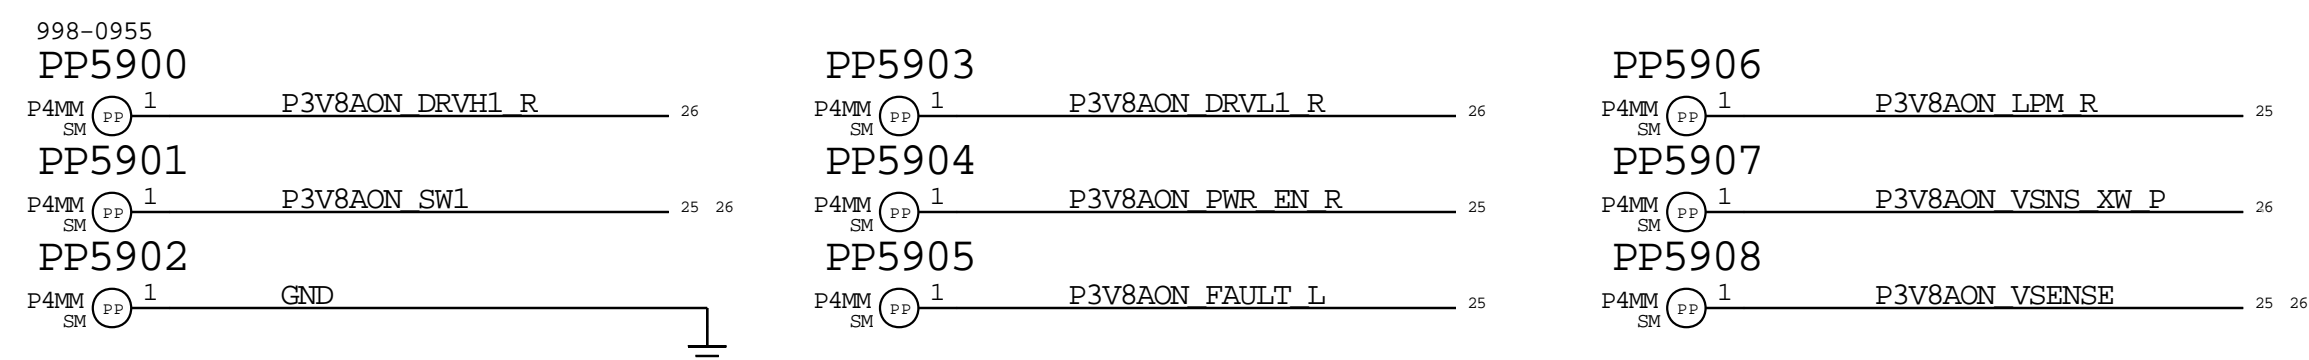 998-0955
PP5900
P4MM PP 1 P3V8AON_DRVH1_R 26
SM
PP5901
P4MM PP 1 P3V8AON_SW1 25 26
SM
PP5902
P4MM PP 1 GND
SM
PP5903
P4MM PP 1 P3V8AON_DRVL1_R 26
SM
PP5904
P4MM PP 1 P3V8AON_PWR_EN_R 25
SM
PP5905
P4MM PP 1 P3V8AON_FAULT_L 25
SM
PP5906
P4MM PP 1 P3V8AON_LPM_R 25
SM
PP5907
P4MM PP 1 P3V8AON_VSNS_XW_P 26
SM
PP5908
P4MM PP 1 P3V8AON_VSENSE 25 26
SM